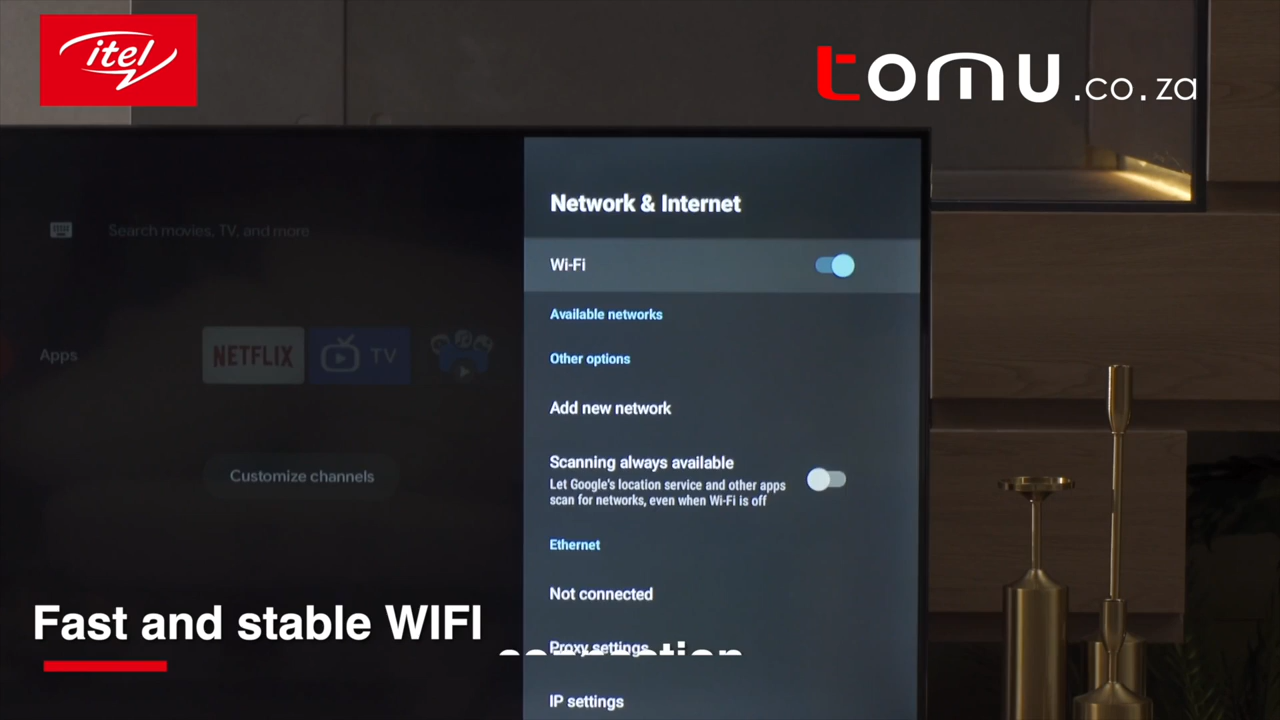 itel
tomu.co.za
Network & Internet
Search movies, TV, and more
Wi-Fi
Available networks
Apps
NETFLIX
TV
Other options
Add new network
Customize channels
Scanning always available
Let Google's location service and other apps
scan for networks, even when Wi-Fi is off
Ethernet
Not connected
Fast and stable WIFI
Proxy settings
IP settings